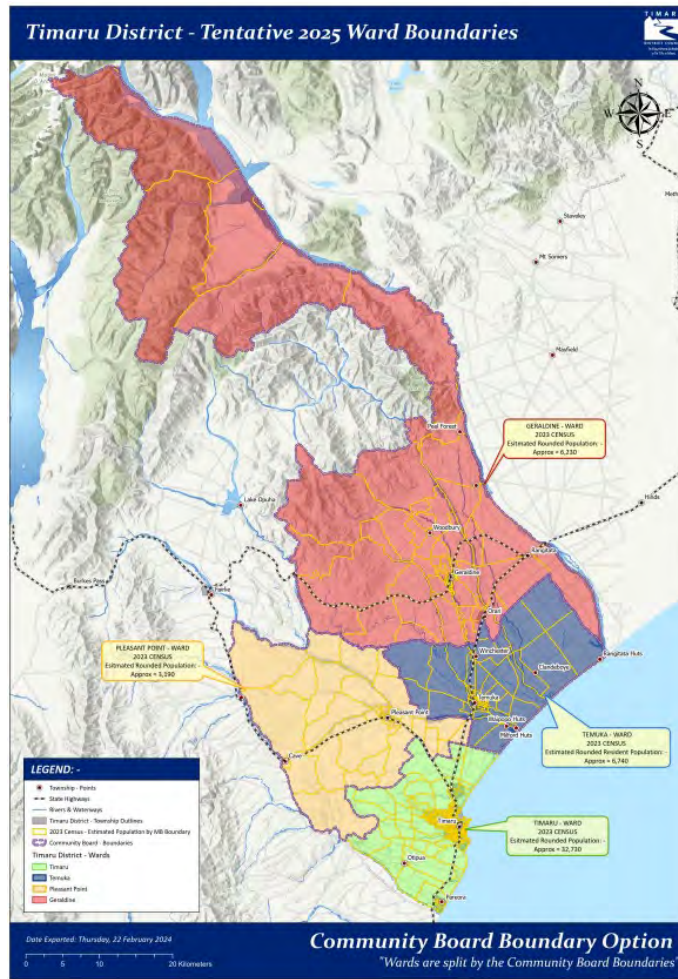 Timaru District - Tentative 2025 Ward Boundaries
TIMARU
DISTRICT COUNCIL
N
W
E
S
Staveley
Mt Somers
Mayfield
Peel Forest
GERALDINE - WARD
2023 CENSUS
Esitmated Rounded Population: -
Approx = 6,230
Lake Opuha
Woodbury
Hinds
Rangitata
Geraldine
Burkes Pass
Fairlie
Orari
PLEASANT POINT - WARD
2023 CENSUS
Esitmated Rounded Population: -
Winchester
Rangitata Huts
Clandeboye
Temuka
Pleasant Point
Milford Huts
TEMUKA - WARD
2023 CENSUS
Estimated Rounded Resident Population: -
Approx = 6,740
Cave
LEGEND: -
Township - Points
State Highways
Rivers & Waterways
Timaru District - Township Outlines
2023 Census - Estimated Population by MB Boundary
Community Board - Boundaries
Timaru District - Wards
Timaru
Temuka
Pleasant Point
Geraldine
Timaru
TIMARU - WARD
2023 CENSUS
Estimated Rounded Population: -
Approx = 32,730
Otipua
Pareora
Date Exported: Thursday, 22 February 2024
0 5 10 20 Kilometers
Community Board Boundary Option
"Wards are split by the Community Board Boundaries"